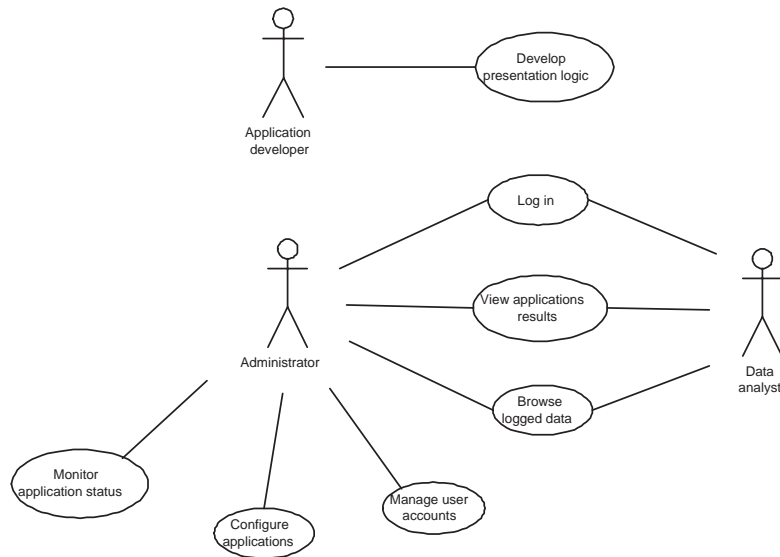 Develop
presentation logic
Application
developer
Log in
View applications
results
Administrator
Data
analyst
Browse
logged data
Monitor
application status
Manage user
accounts
Configure
applications